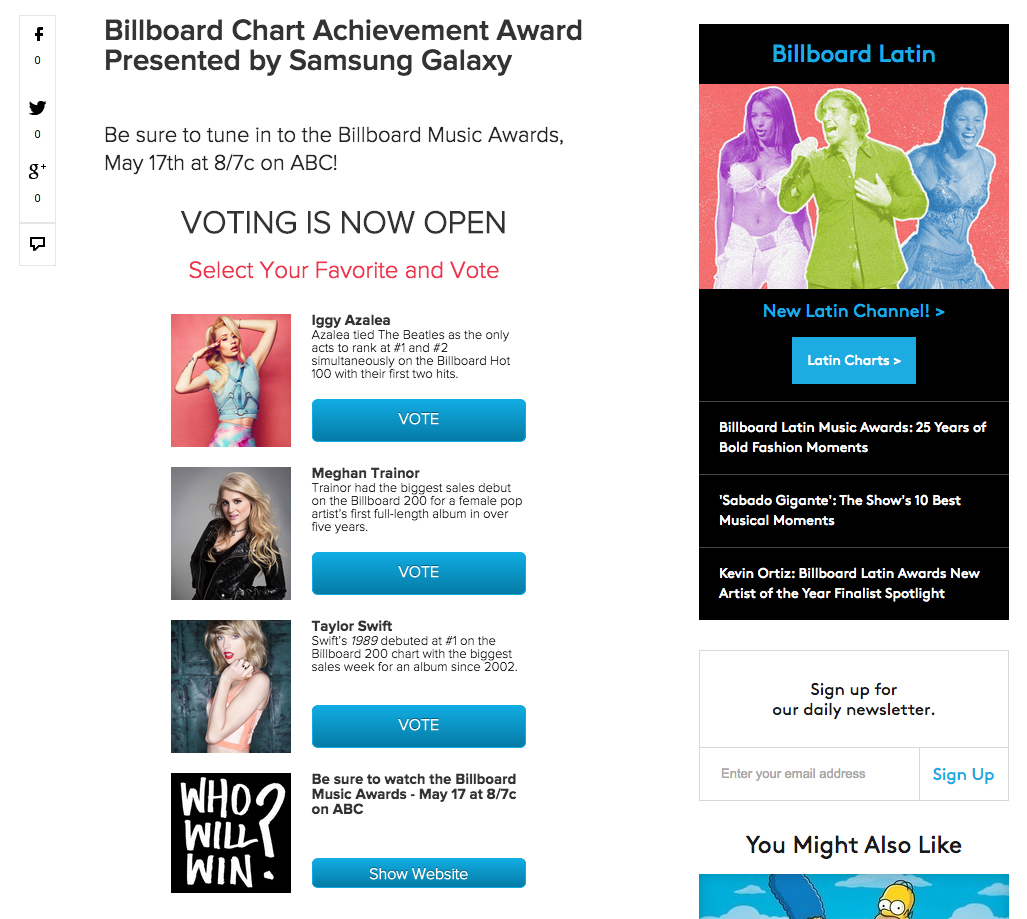 Billboard Chart Achievement Award
Presented by Samsung Galaxy
0
0
g+
0
Be sure to tune in to the Billboard Music Awards,
May 17th at 8/7c on ABC!
VOTING IS NOW OPEN
Select Your Favorite and Vote
Iggy Azalea
Azalea tied The Beatles as the only
acts to rank at #1 and #2
simultaneously on the Billboard Hot
100 with their first two hits.
VOTE
Meghan Trainor
Trainor had the biggest sales debut
on the Billboard 200 for a female pop
artist's first full-length album in over
five years.
VOTE
Taylor Swift
Swift's 1989 debuted at #1 on the
Billboard 200 chart with the biggest
sales week for an album since 2002.
VOTE
WHO
WILL
WIN?
Be sure to watch the Billboard
Music Awards - May 17 at 8/7c
on ABC
Show Website
Billboard Latin
New Latin Channel! >
Latin Charts >
Billboard Latin Music Awards: 25 Years of
Bold Fashion Moments
'Sabado Gigante': The Show's 10 Best
Musical Moments
Kevin Ortiz: Billboard Latin Awards New
Artist of the Year Finalist Spotlight
Sign up for
our daily newsletter.
Enter your email address
Sign Up
You Might Also Like